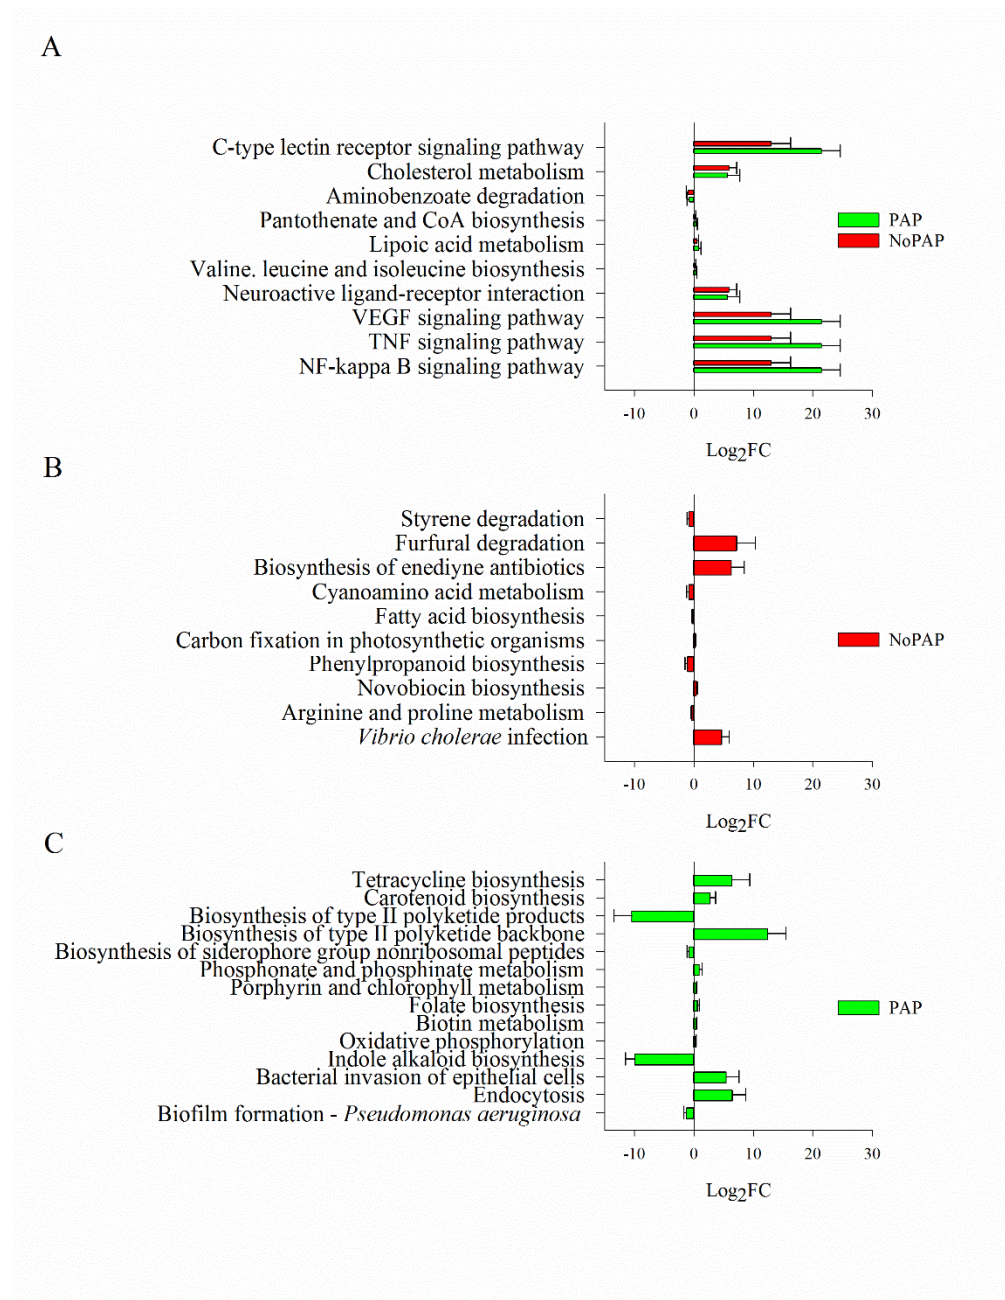 A
C-type lectin receptor signaling pathway
Cholesterol metabolism
Aminobenzoate degradation
Pantothenate and CoA biosynthesis
Lipoic acid metabolism
Valine. leucine and isoleucine biosynthesis
Neuroactive ligand-receptor interaction
VEGF signaling pathway
TNF signaling pathway
NF-kappa B signaling pathway
PAP
NoPAP
-10 0 10 20 30
Log2FC
B
Styrene degradation
Furfural degradation
Biosynthesis of enediyne antibiotics
Cyanoamino acid metabolism
Fatty acid biosynthesis
Carbon fixation in photosynthetic organisms
Phenylpropanoid biosynthesis
Novobiocin biosynthesis
Arginine and proline metabolism
Vibrio cholerae infection
NoPAP
-10 0 10 20 30
Log2FC
C
Tetracycline biosynthesis
Carotenoid biosynthesis
Biosynthesis of type II polyketide products
Biosynthesis of type II polyketide backbone
Biosynthesis of siderophore group nonribosomal peptides
Phosphonate and phosphinate metabolism
Porphyrin and chlorophyll metabolism
Folate biosynthesis
Biotin metabolism
Oxidative phosphorylation
Indole alkaloid biosynthesis
Bacterial invasion of epithelial cells
Endocytosis
Biofilm formation - Pseudomonas aeruginosa
PAP
-10 0 10 20 30
Log2FC